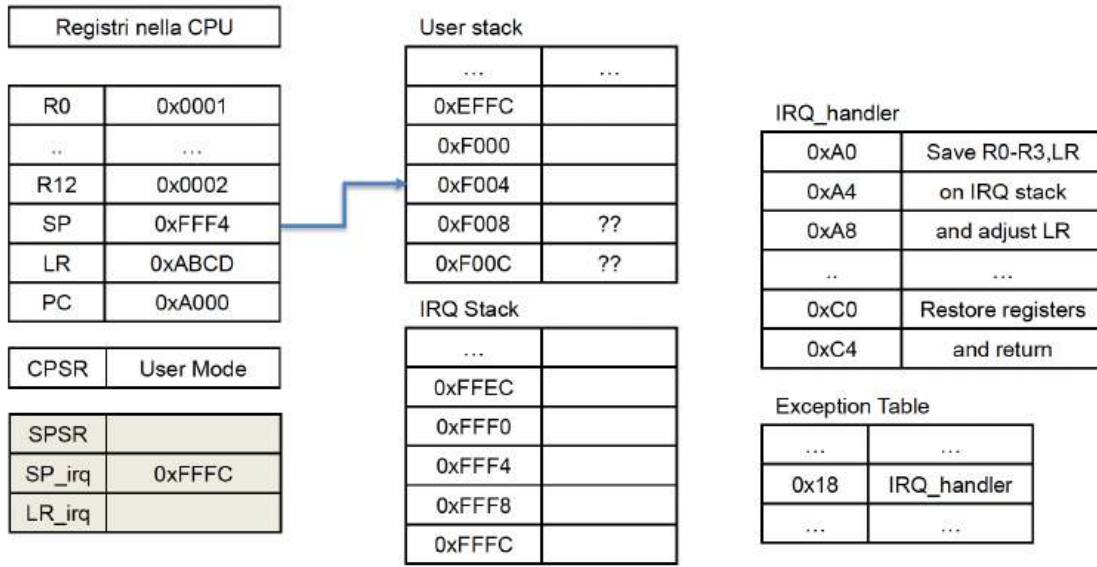 Registri nella CPU
R0 0x0001
.. ...
R12 0x0002
SP 0xFFF4
LR 0xABCD
PC 0xA000
CPSR User Mode
SPSR
SP_irq 0xFFFC
LR_irq
User stack
... ...
0xEFFC
0xF000
0xF004
0xF008 ??
0xF00C ??
IRQ Stack
...
0xFFEC
0xFFF0
0xFFF4
0xFFF8
0xFFFC
IRQ_handler
0xA0 Save R0-R3,LR
0xA4 on IRQ stack
0xA8 and adjust LR
.. ...
0xC0 Restore registers
0xC4 and return
Exception Table
... ...
0x18 IRQ_handler
... ...